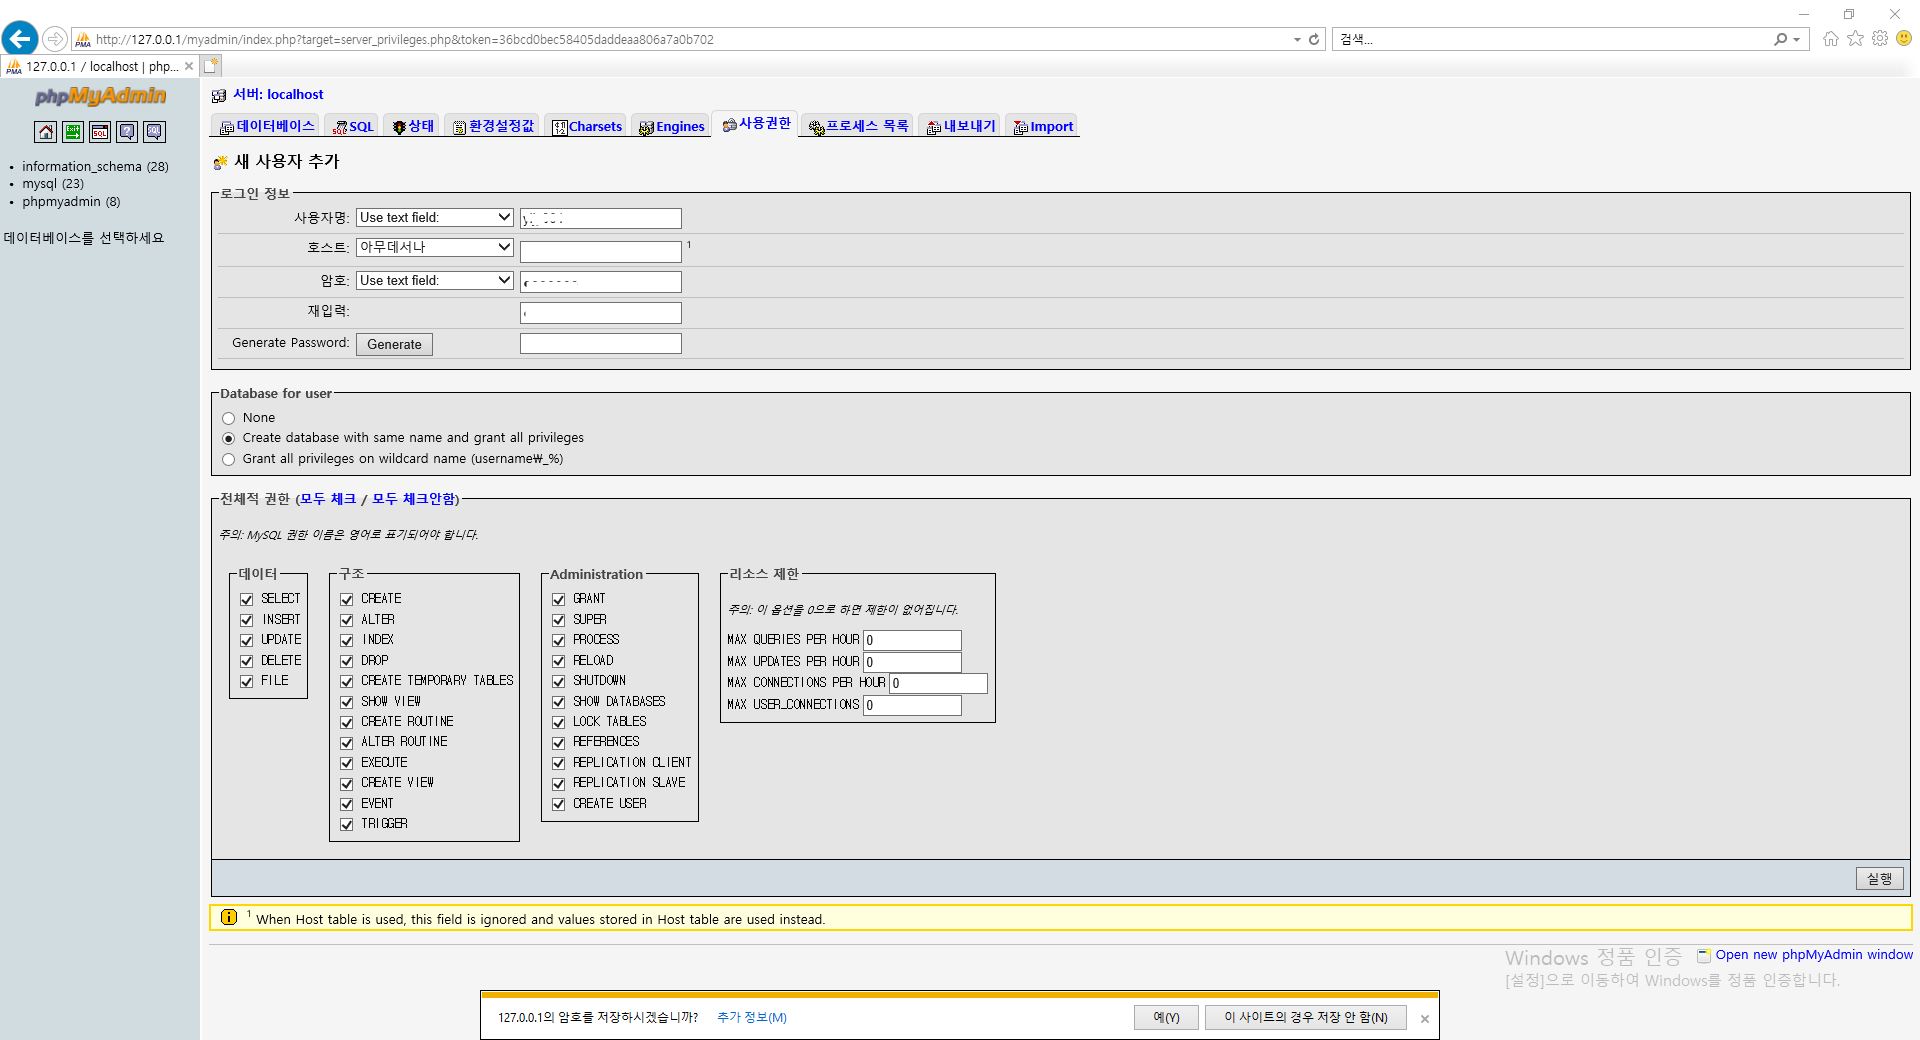 http://127.0.0.1/myadmin/index.php?target=server_privileges.php&token=36bcd0bec58405daddeaa806a7a0b702
검색...
PMA
127.0.0.1 / localhost | php...
phpMyAdmin
SQL
information_schema (28)
mysql (23)
phpmyadmin (8)
데이터베이스를 선택하세요
서버: localhost
데이터베이스 SQL 상태 환경설정값 Charsets Engines 사용권한 프로세스 목록 내보내기 Import
새 사용자 추가
로그인 정보
사용자명: Use text field:
호스트: 아무데서나 1
암호: Use text field:
재입력:
Generate Password: Generate
Database for user
None
Create database with same name and grant all privileges
Grant all privileges on wildcard name (username₩_%)
전체적 권한 (모두 체크 / 모두 체크안함)
주의: MySQL 권한 이름은 영어로 표기되어야 합니다.
데이터
SELECT
INSERT
UPDATE
DELETE
FILE
구조
CREATE
ALTER
INDEX
DROP
CREATE TEMPORARY TABLES
SHOW VIEW
CREATE ROUTINE
ALTER ROUTINE
EXECUTE
CREATE VIEW
EVENT
TRIGGER
Administration
GRANT
SUPER
PROCESS
RELOAD
SHUTDOWN
SHOW DATABASES
LOCK TABLES
REFERENCES
REPLICATION CLIENT
REPLICATION SLAVE
CREATE USER
리소스 제한
주의: 이 옵션을 0으로 하면 제한이 없어집니다.
MAX QUERIES PER HOUR 0
MAX UPDATES PER HOUR 0
MAX CONNECTIONS PER HOUR 0
MAX USER_CONNECTIONS 0
실행
1 When Host table is used, this field is ignored and values stored in Host table are used instead.
Open new phpMyAdmin window
Windows 정품 인증
[설정]으로 이동하여 Windows를 정품 인증합니다.
127.0.0.1의 암호를 저장하시겠습니까? 추가 정보(M) 예(Y) 이 사이트의 경우 저장 안 함(N)